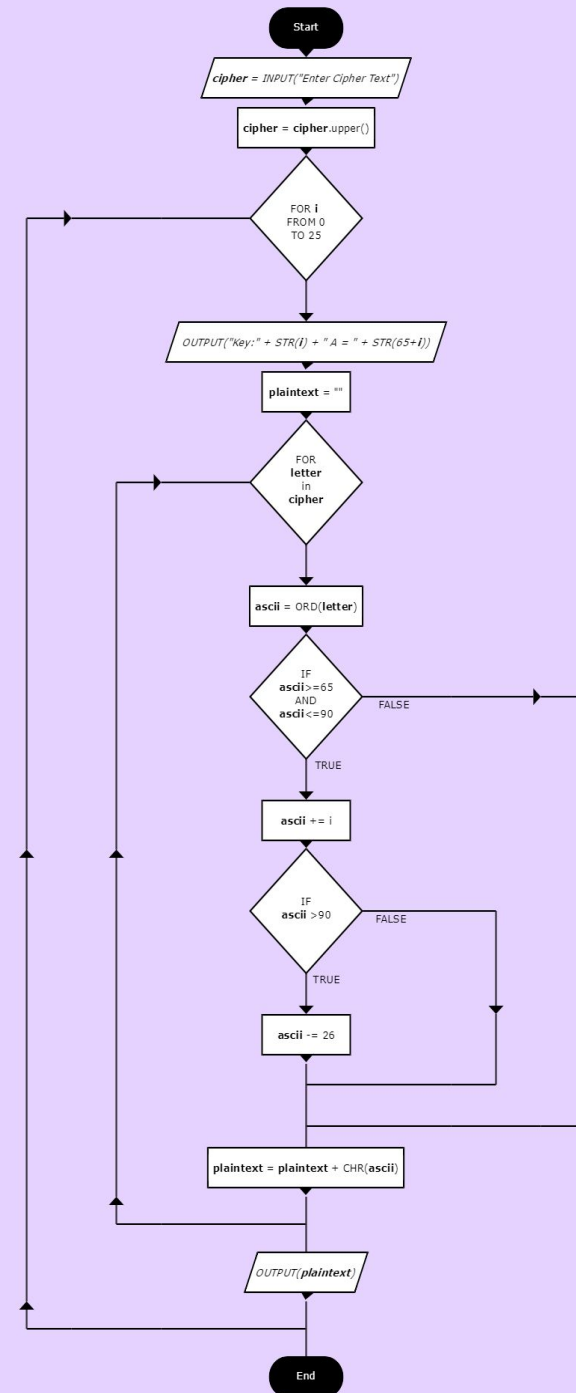 Start
cipher = INPUT("Enter Cipher Text")
cipher = cipher.upper()
FOR i
FROM 0
TO 25
OUTPUT("Key:" + STR(i) + " A = " + STR(65+i))
plaintext = ""
FOR
letter
in
cipher
ascii = ORD(letter)
IF
ascii>=65
AND
ascii<=90
FALSE
TRUE
ascii += i
IF
ascii >90
FALSE
TRUE
ascii -= 26
plaintext = plaintext + CHR(ascii)
OUTPUT(plaintext)
End